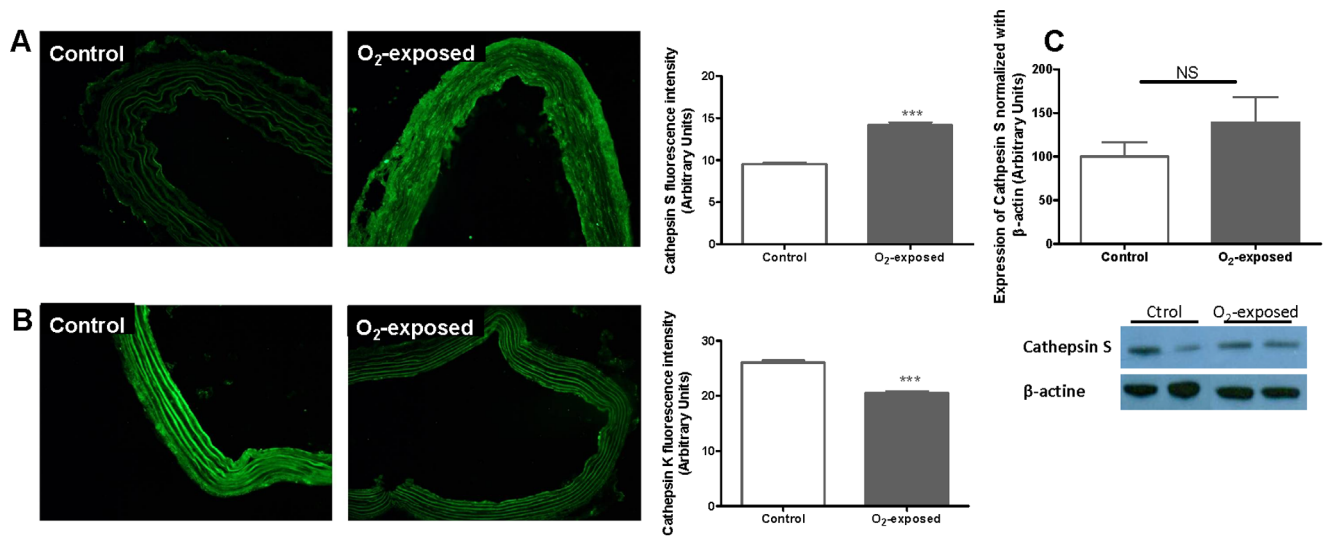 A
Control
O2-exposed
Cathepsin S fluorescence intensity
(Arbitrary Units)
20
15
10
5
0
***
Control
O2-exposed
C
Expression of Cathpesin S normalized with
β-actin (Arbitrary Units)
200
150
100
50
0
NS
Control
O2-exposed
B
Control
O2-exposed
Cathepsin K fluorescence intensity
(Arbitrary Units)
30
20
10
0
***
Control
O2-exposed
Ctrol O2-exposed
Cathepsin S
β-actine